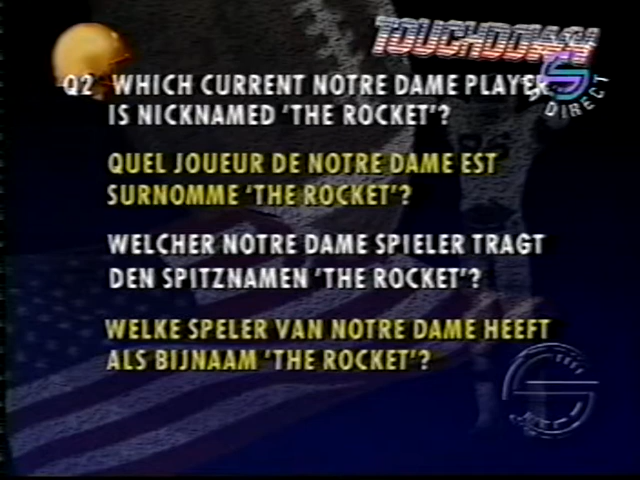 TOUCHDOWN
Q2 WHICH CURRENT NOTRE DAME PLAYER
IS NICKNAMED 'THE ROCKET'?
DIRECT
QUEL JOUEUR DE NOTRE DAME EST
SURNOMME 'THE ROCKET'?
WELCHER NOTRE DAME SPIELER TRAGT
DEN SPITZNAMEN 'THE ROCKET'?
WELKE SPELER VAN NOTRE DAME HEEFT
ALS BIJNAAM 'THE ROCKET'?